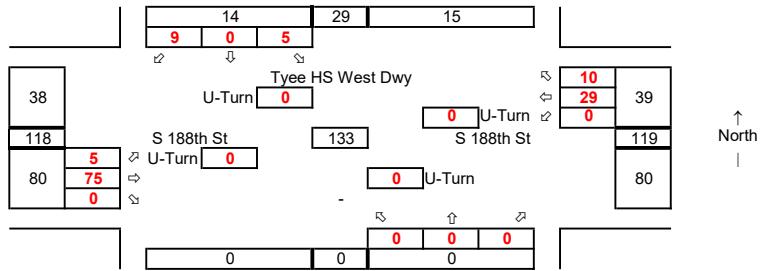 14 29 15
9 0 5
⬃ ⇩ ⬂
Tyee HS West Dwy
⬁ 10
38 U-Turn 0 ⇦ 29 39
0 U-Turn ⬃ 0
↑
118 S 188th St 133 S 188th St 119 North
|
5 ⬀ U-Turn 0
80 75 ⇨ 0 U-Turn 80
0 ⬂ -
⬁ ⇧ ⬀
0 0 0
0 0 0